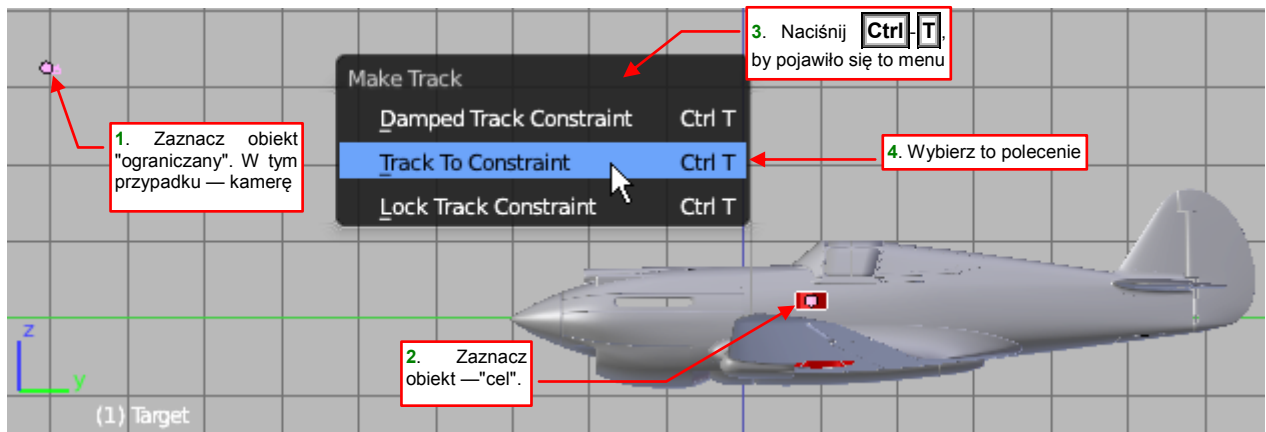 3. Naciśnij Ctrl-T,
by pojawiło się to menu
Make Track
Damped Track Constraint Ctrl T
1. Zaznacz obiekt
"ograniczany". W tym
przypadku — kamerę
Track To Constraint Ctrl T
4. Wybierz to polecenie
Lock Track Constraint Ctrl T
2. Zaznacz
obiekt —"cel".
z
y
(1) Target